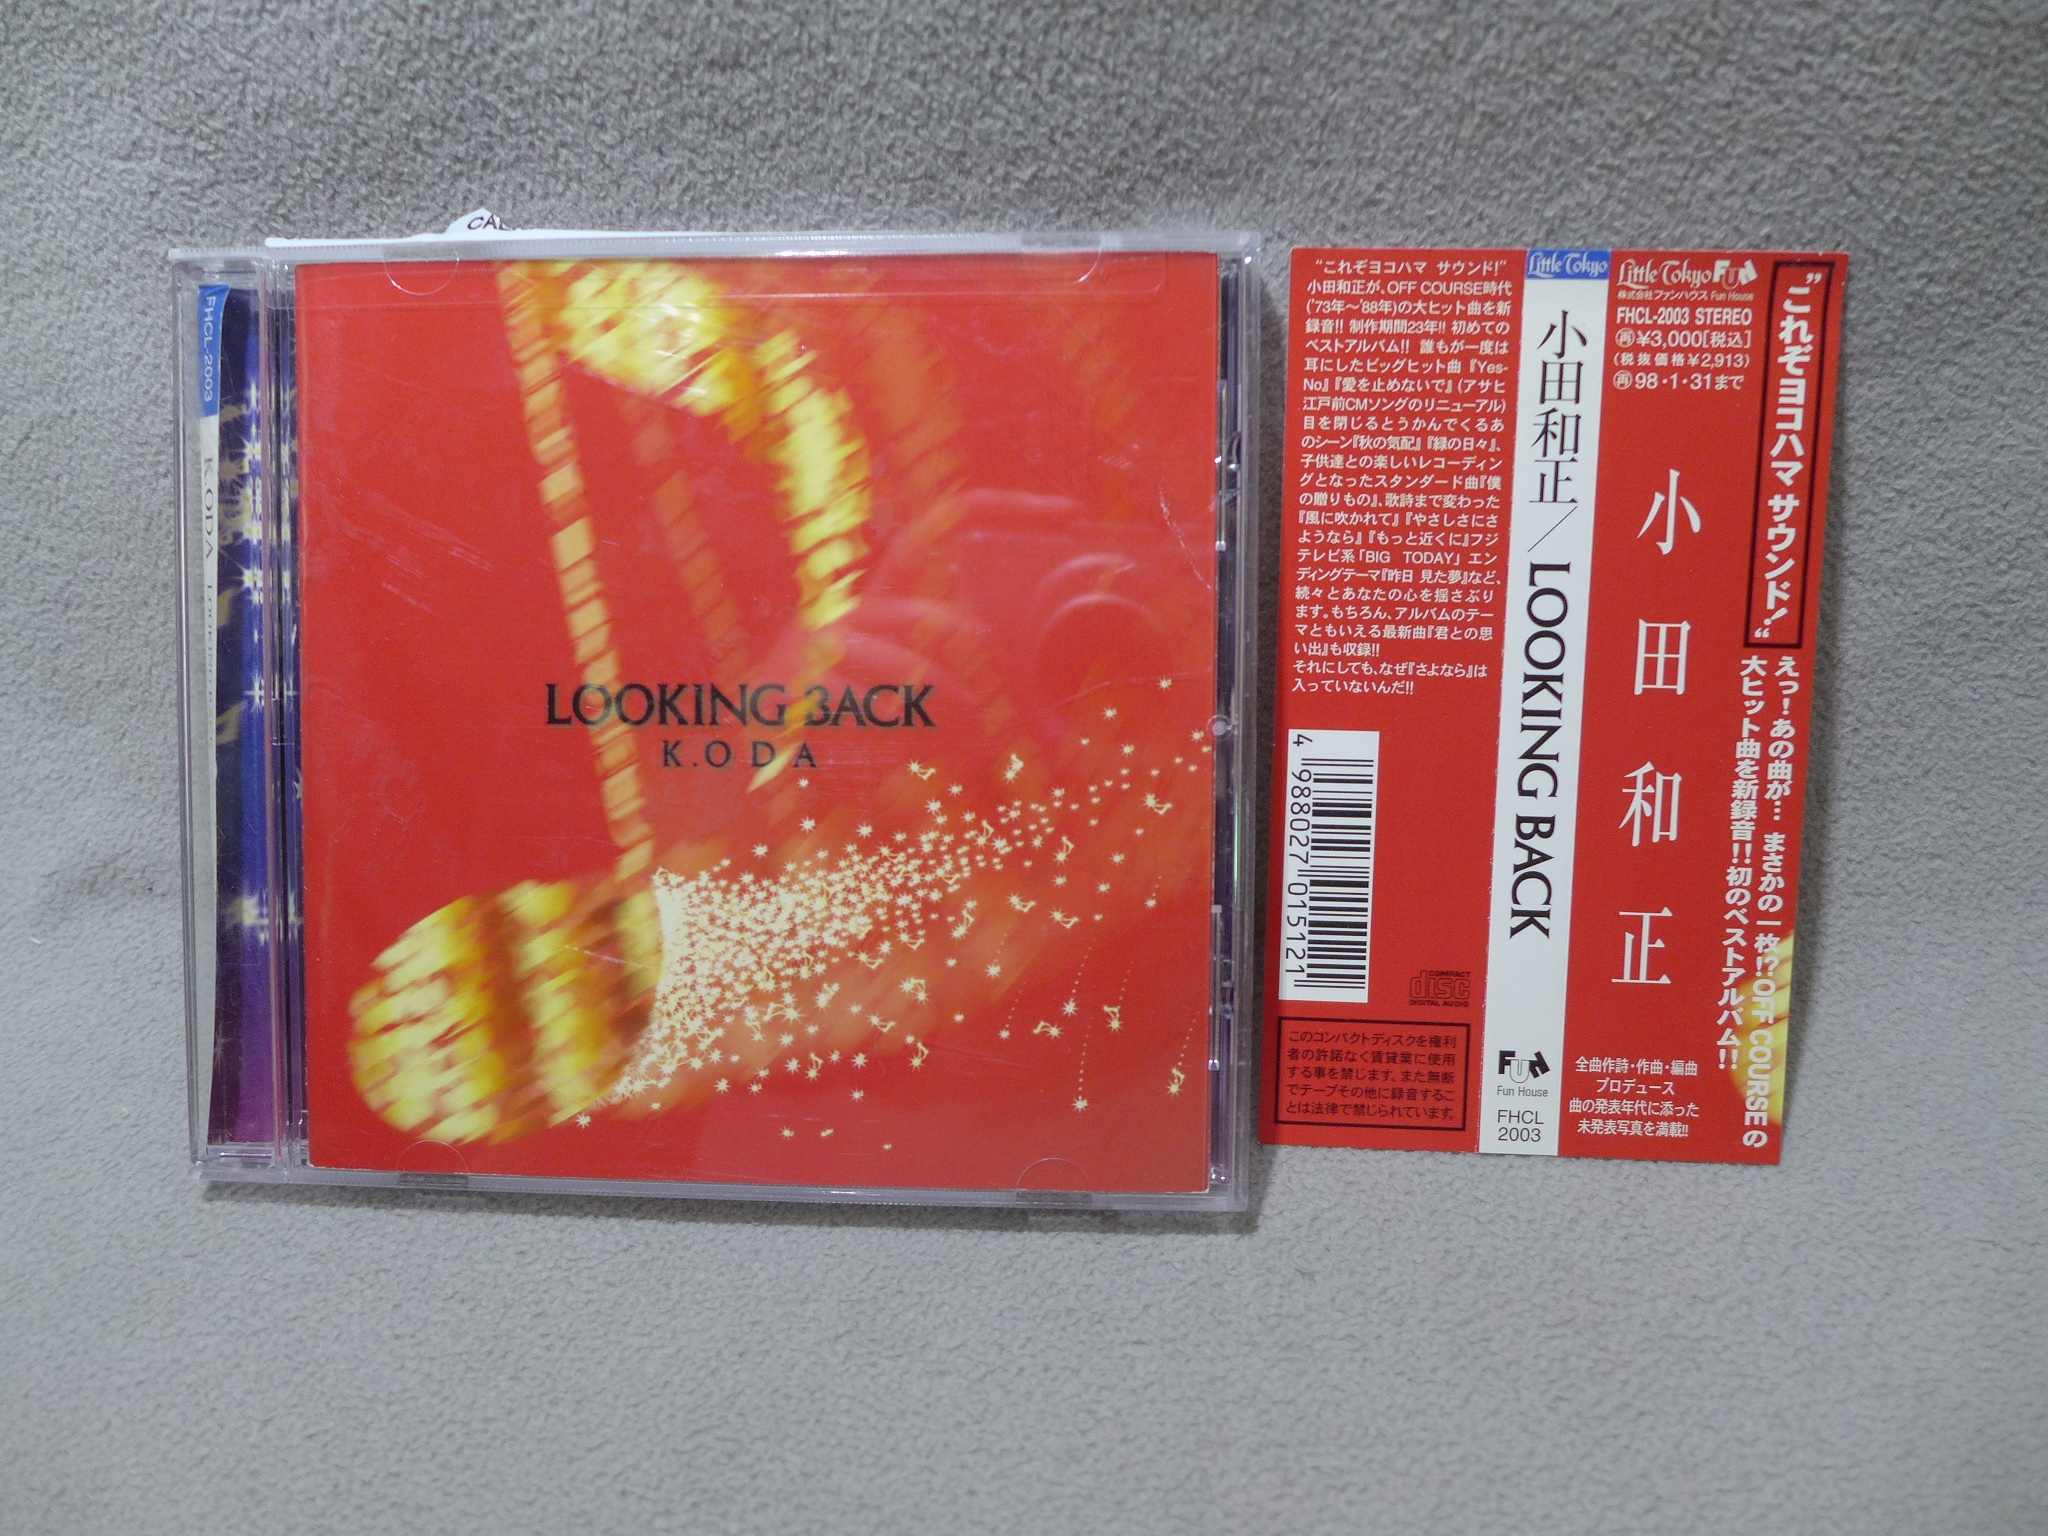 FHCL-2003
K.ODA
LOOKING BACK
K.ODA
"これぞヨコハマ サウンド!"
小田和正が、OFF COURSE時代
('73年〜'88年)の大ヒット曲を新
録音!! 制作期間23年!! 初めての
ベストアルバム!! 誰もが一度は
耳にしたビッグヒット曲『Yes-
No』『愛を止めないで』(アサヒ
江戸前CMソングのリニューアル)
目を閉じるとうかんでくるあ
のシーン『秋の気配』『緑の日々』、
子供達との楽しいレコーディン
グとなったスタンダード曲『僕
の贈りもの』、歌詩まで変わった
『風に吹かれて』『やさしさにさ
ようなら』『もっと近くに』フジ
テレビ系「BIG TODAY」エン
ディングテーマ『昨日 見た夢』など、
続々とあなたの心を揺さぶり
ます。もちろん、アルバムのテー
マともいえる最新曲『君との思
い出』も収録!!
それにしても、なぜ『さよなら』は
入っていないんだ!!
4 988027 015121
COMPACT
disc
DIGITAL AUDIO
このコンパクトディスクを権利
者の許諾なく賃貸業に使用
する事を禁じます。また無断
でテープその他に録音するこ
とは法律で禁じられています。
Little Tokyo
小田和正/LOOKING BACK
FUN
Fun House
FHCL
2003
Little Tokyo FUN
株式会社ファンハウス Fun House
FHCL-2003 STEREO
再¥3,000[税込]
(税抜価格¥2,913)
再98・1・31まで
小田和正
全曲作詩・作曲・編曲
プロデュース
曲の発表年代に添った
未発表写真を満載!!
"これぞヨコハマ サウンド!"
えっ!あの曲が… まさかの一枚?!OFF COURSEの
大ヒット曲を新録音!!初のベストアルバム!!